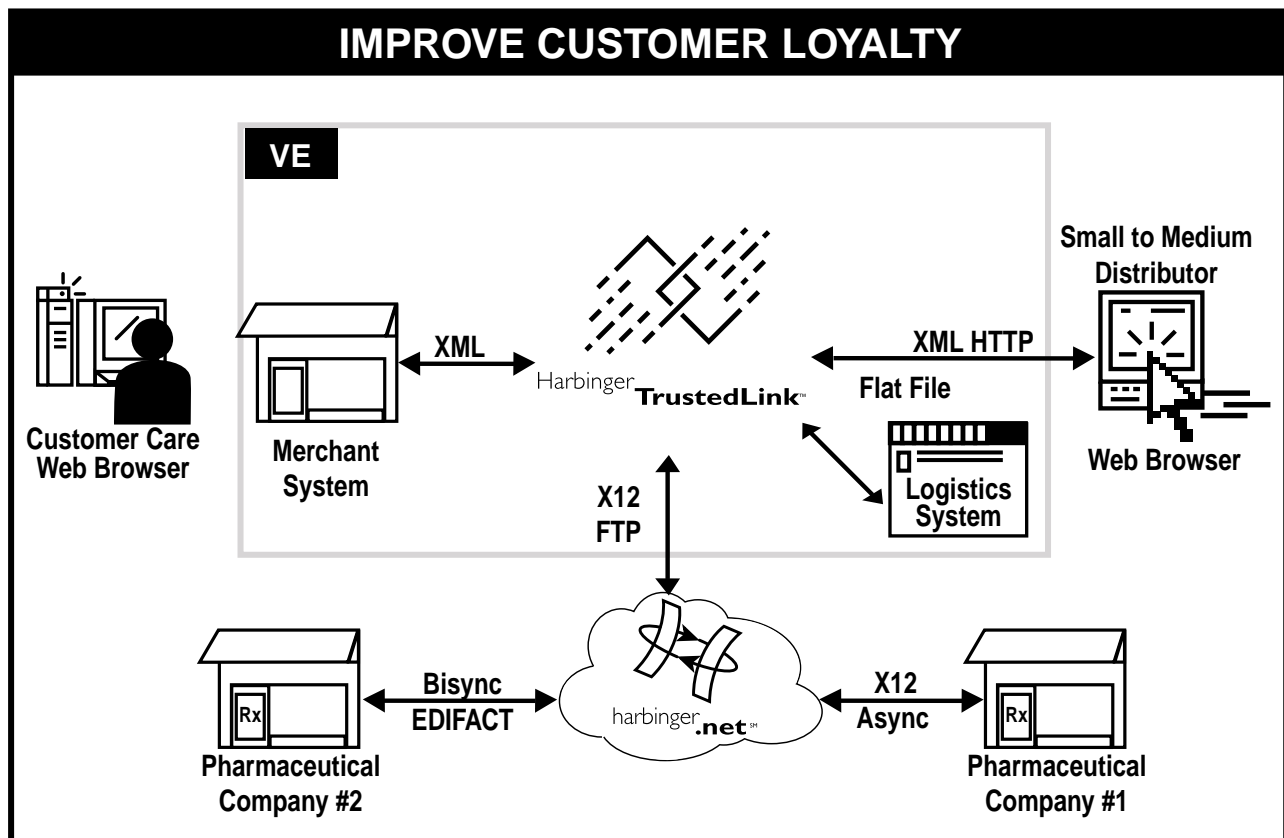 IMPROVE CUSTOMER LOYALTY
VE
Small to Medium
Distributor
XML
XML HTTP
Flat File
Harbinger TrustedLink™
Customer Care
Web Browser
Merchant
System
Logistics
System
Web Browser
X12
FTP
Rx
Bisync
EDIFACT
harbinger.net℠
X12
Async
Rx
Pharmaceutical
Company #2
Pharmaceutical
Company #1